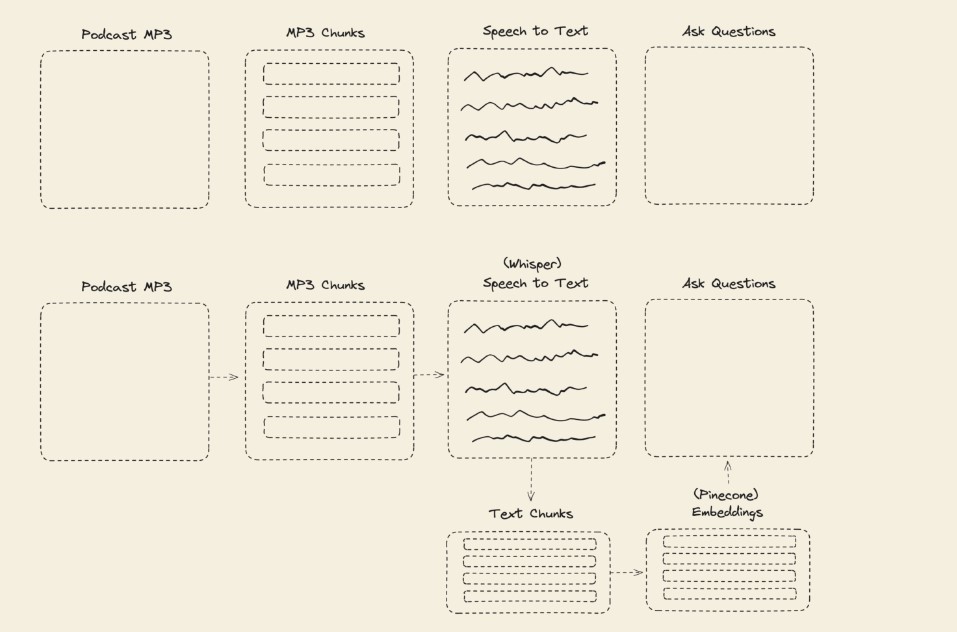 Podcast MP3
MP3 Chunks
Speech to Text
Ask Questions
(Whisper)
Podcast MP3
MP3 Chunks
Speech to Text
Ask Questions
(Pinecone)
Text Chunks
Embeddings